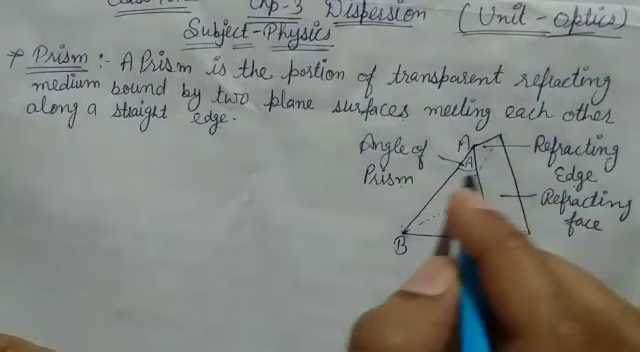 Chp-3 Dispersion (Unit-Optics)
Subject-Physics
* Prism :- A Prism is the portion of transparent refracting
medium bound by two plane surfaces meeting each other
along a straight edge.
Angle of
Prism
A
A
B
Refracting
Edge
Refracting
face